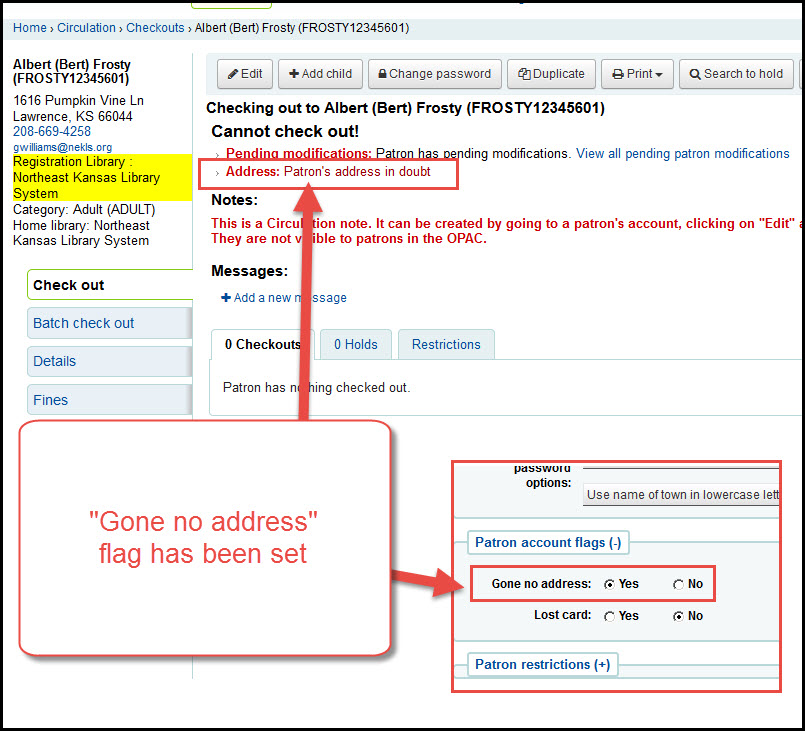 Home › Circulation › Checkouts › Albert (Bert) Frosty (FROSTY12345601)
Albert (Bert) Frosty
(FROSTY12345601)
1616 Pumpkin Vine Ln
Lawrence, KS 66044
208-669-4258
gwilliams@nekls.org
Registration Library :
Northeast Kansas Library
System
Category: Adult (ADULT)
Home library: Northeast
Kansas Library System
Check out
Batch check out
Details
Fines
Edit
Add child
Change password
Duplicate
Print
Search to hold
Checking out to Albert (Bert) Frosty (FROSTY12345601)
Cannot check out!
Pending modifications: Patron has pending modifications. View all pending patron modifications
Address: Patron's address in doubt
Notes:
This is a Circulation note. It can be created by going to a patron's account, clicking on "Edit" a
They are not visible to patrons in the OPAC.
Messages:
Add a new message
0 Checkouts
0 Holds
Restrictions
Patron has nothing checked out.
"Gone no address"
flag has been set
password
options:
Use name of town in lowercase lett
Patron account flags (-)
Gone no address: Yes No
Lost card: Yes No
Patron restrictions (+)